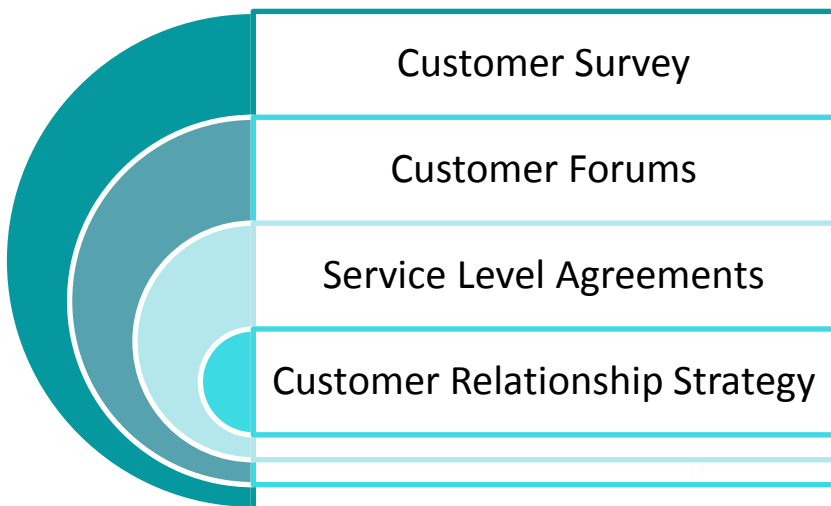 Customer Survey
Customer Forums
Service Level Agreements
Customer Relationship Strategy